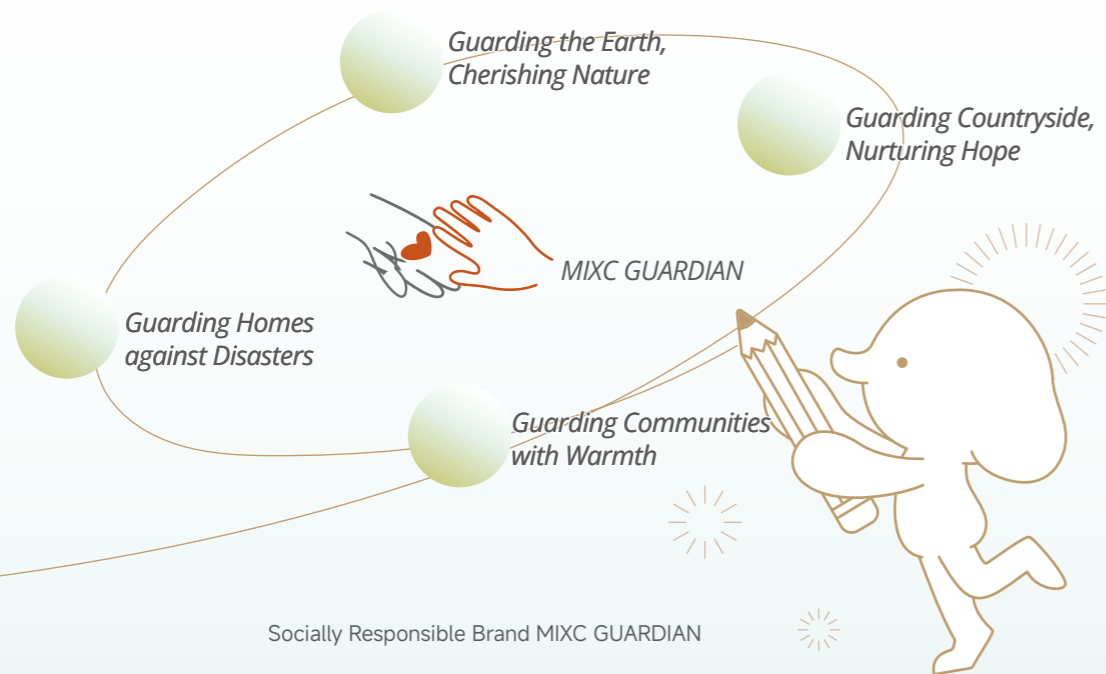 Guarding the Earth,
Cherishing Nature
Guarding Countryside,
Nurturing Hope
MIXC GUARDIAN
Guarding Homes
against Disasters
Guarding Communities
with Warmth
Socially Responsible Brand MIXC GUARDIAN